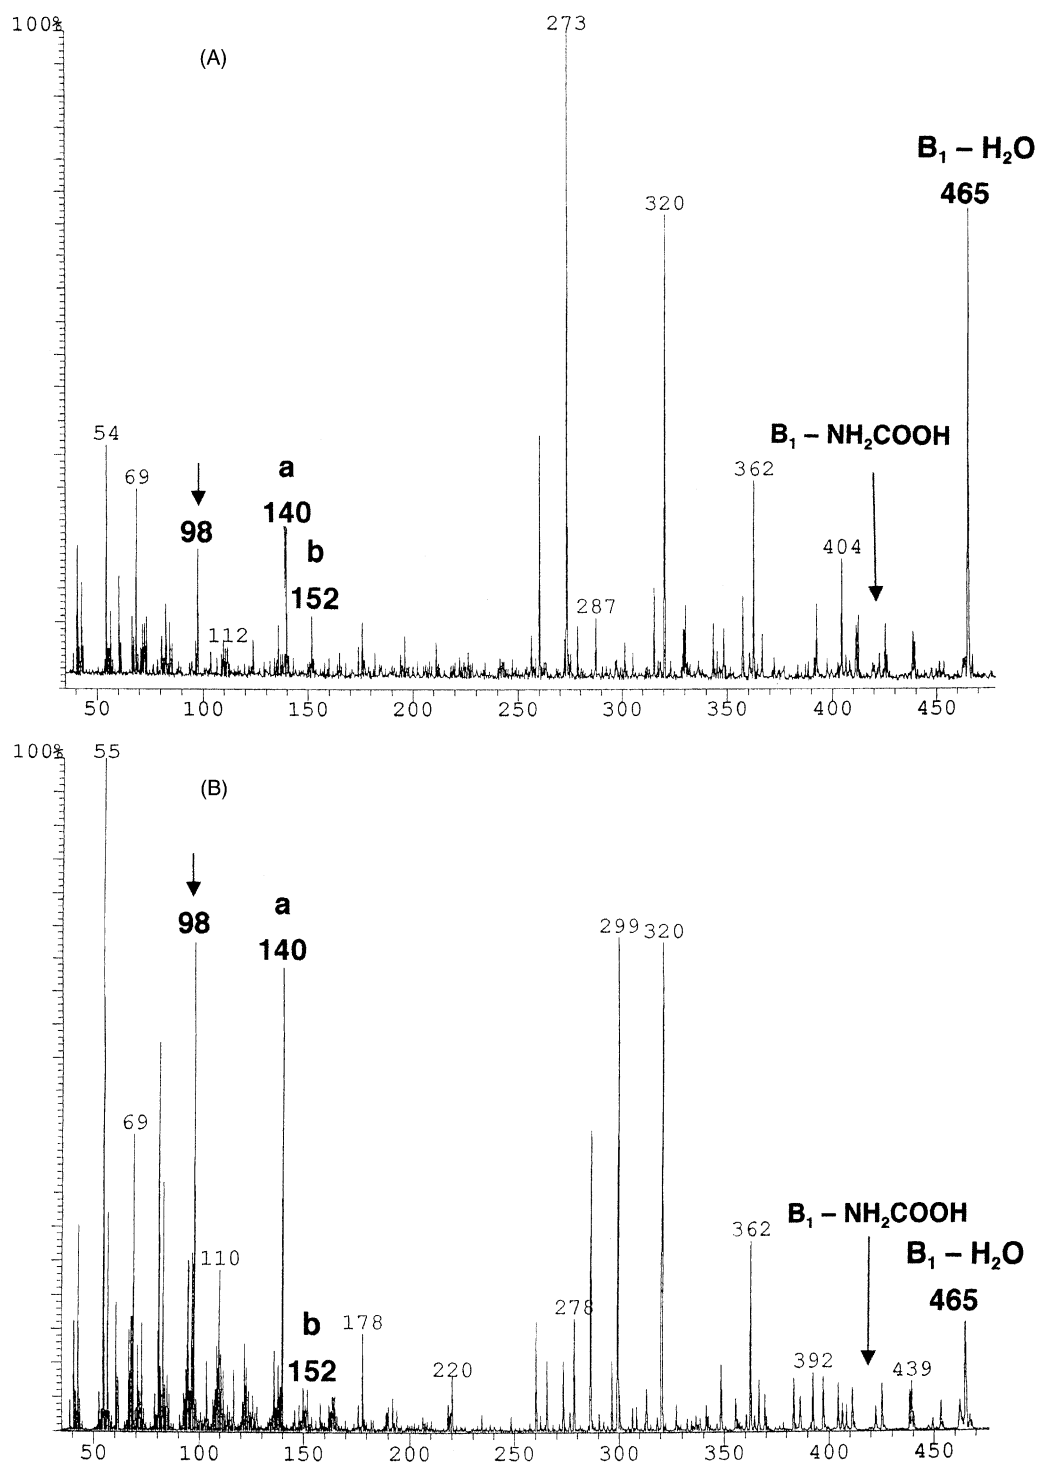 100%
273
(A)
B₁ – H₂O
465
320
B₁ – NH₂COOH
54
a
362
69
140
98
b
404
152
287
112
50 100 150 200 250 300 350 400 450
100%
55
(B)
a
98
299 320
140
69
B₁ – NH₂COOH
362
B₁ – H₂O
110
465
278
b
178
392
152
220
439
50 100 150 200 250 300 350 400 450